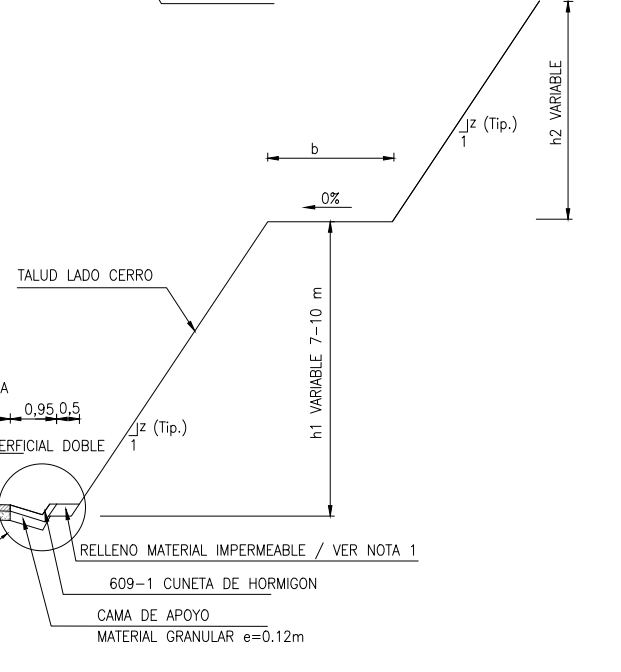 h2 VARIABLE
z (Tip.)
1
b
0%
TALUD LADO CERRO
h1 VARIABLE 7-10 m
A
0,95 0,5
z (Tip.)
1
ERFICIAL DOBLE
RELLENO MATERIAL IMPERMEABLE / VER NOTA 1
609-1 CUNETA DE HORMIGON
CAMA DE APOYO
MATERIAL GRANULAR e=0.12m